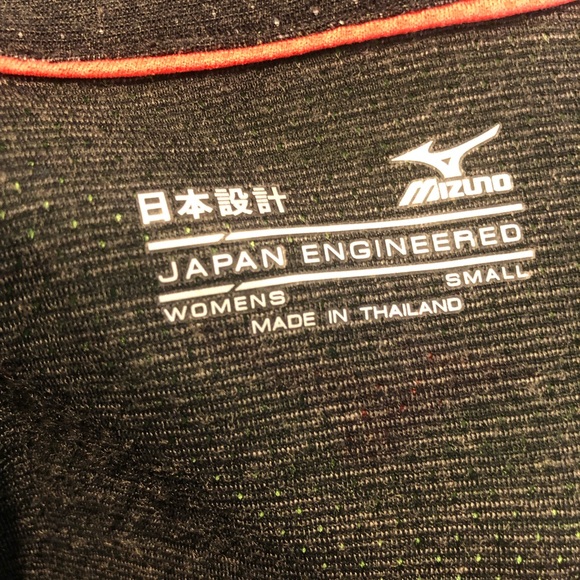 日本設計
MIZUNO
JAPAN ENGINEERED
WOMENS SMALL
MADE IN THAILAND